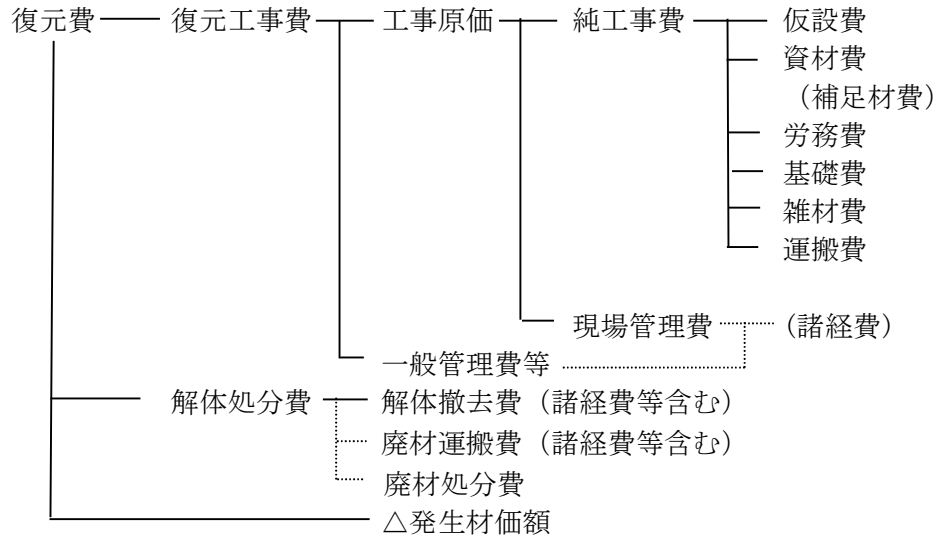 復元費 復元工事費 工事原価 純工事費 仮設費
資材費
（補足材費）
労務費
基礎費
雑材費
運搬費
現場管理費 （諸経費）
一般管理費等
解体処分費 解体撤去費（諸経費等含む）
廃材運搬費（諸経費等含む）
廃材処分費
△発生材価額